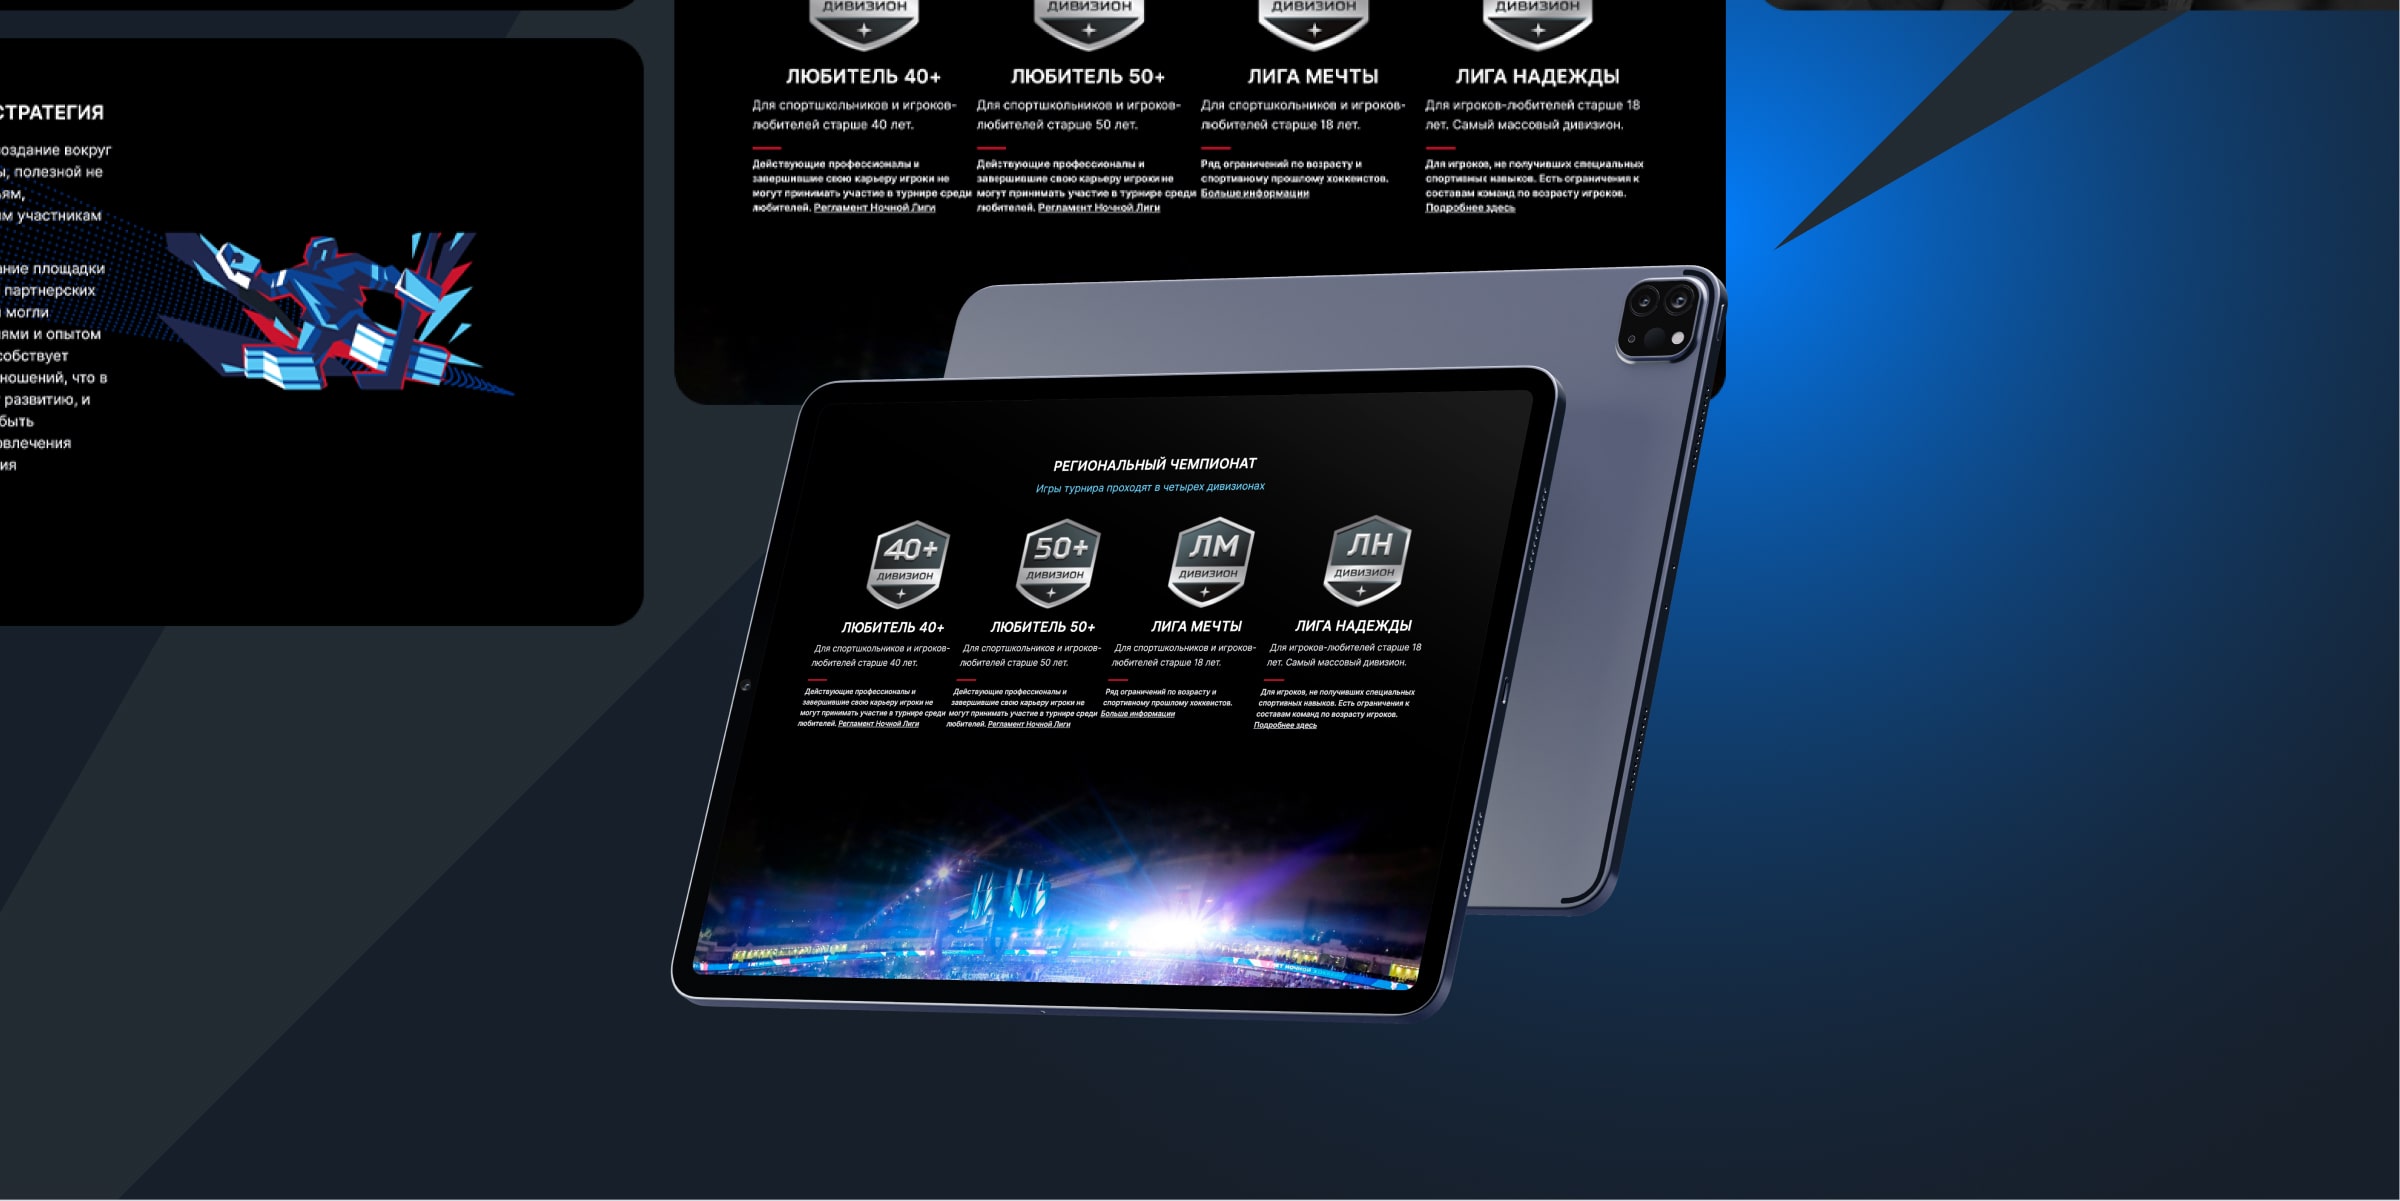 СТРАТЕГИЯ
оздание вокруг
ы, полезной не
ьям,
м участникам
ание площадки
партнерских
и могли
иями и опытом
собствует
ношений, что в
развитию, и
быть
овлечения
ия
ДИВИЗИОН
ДИВИЗИОН
ДИВИЗИОН
ДИВИЗИОН
ЛЮБИТЕЛЬ 40+
Для спортшкольников и игроков-
любителей старше 40 лет.
Действующие профессионалы и
завершившие свою карьеру игроки не
могут принимать участие в турнире среди
любителей. Регламент Ночной Лиги
ЛЮБИТЕЛЬ 50+
Для спортшкольников и игроков-
любителей старше 50 лет.
Действующие профессионалы и
завершившие свою карьеру игроки не
могут принимать участие в турнире среди
любителей. Регламент Ночной Лиги
ЛИГА МЕЧТЫ
Для спортшкольников и игроков-
любителей старше 18 лет.
Ряд ограничений по возрасту и
спортивному прошлому хоккеистов.
Больше информации
ЛИГА НАДЕЖДЫ
Для игроков-любителей старше 18
лет. Самый массовый дивизион.
Для игроков, не получивших специальных
спортивных навыков. Есть ограничения к
составам команд по возрасту игроков.
Подробнее здесь
РЕГИОНАЛЬНЫЙ ЧЕМПИОНАТ
Игры турнира проходят в четырех дивизионах
40+
ДИВИЗИОН
50+
ДИВИЗИОН
ЛМ
ДИВИЗИОН
ЛН
ДИВИЗИОН
ЛЮБИТЕЛЬ 40+
Для спортшкольников и игроков-
любителей старше 40 лет.
Действующие профессионалы и
завершившие свою карьеру игроки не
могут принимать участие в турнире среди
любителей. Регламент Ночной Лиги
ЛЮБИТЕЛЬ 50+
Для спортшкольников и игроков-
любителей старше 50 лет.
Действующие профессионалы и
завершившие свою карьеру игроки не
могут принимать участие в турнире среди
любителей. Регламент Ночной Лиги
ЛИГА МЕЧТЫ
Для спортшкольников и игроков-
любителей старше 18 лет.
Ряд ограничений по возрасту и
спортивному прошлому хоккеистов.
Больше информации
ЛИГА НАДЕЖДЫ
Для игроков-любителей старше 18
лет. Самый массовый дивизион.
Для игроков, не получивших специальных
спортивных навыков. Есть ограничения к
составам команд по возрасту игроков.
Подробнее здесь